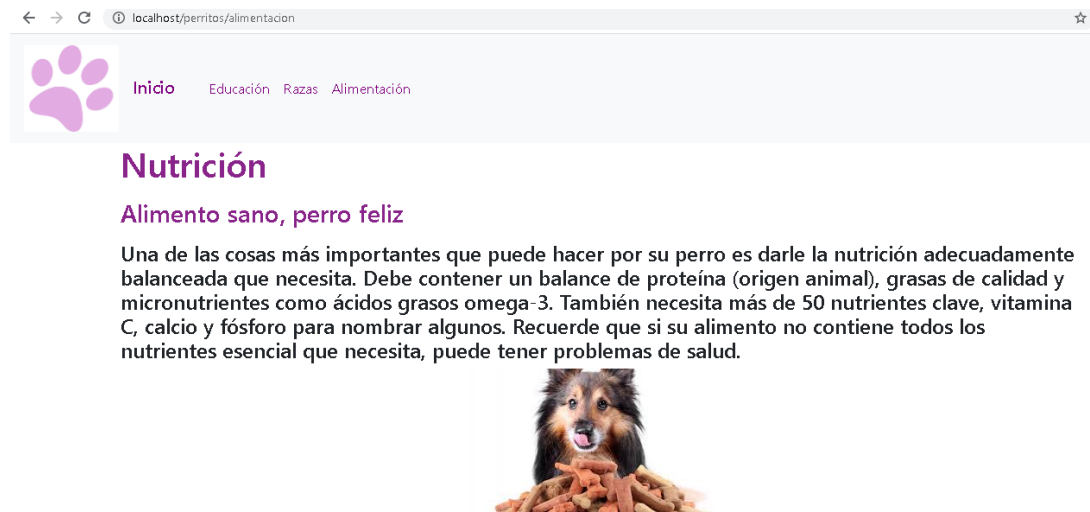 localhost/perritos/alimentacion
Inicio Educación Razas Alimentación
Nutrición
Alimento sano, perro feliz
Una de las cosas más importantes que puede hacer por su perro es darle la nutrición adecuadamente
balanceada que necesita. Debe contener un balance de proteína (origen animal), grasas de calidad y
micronutrientes como ácidos grasos omega-3. También necesita más de 50 nutrientes clave, vitamina
C, calcio y fósforo para nombrar algunos. Recuerde que si su alimento no contiene todos los
nutrientes esencial que necesita, puede tener problemas de salud.